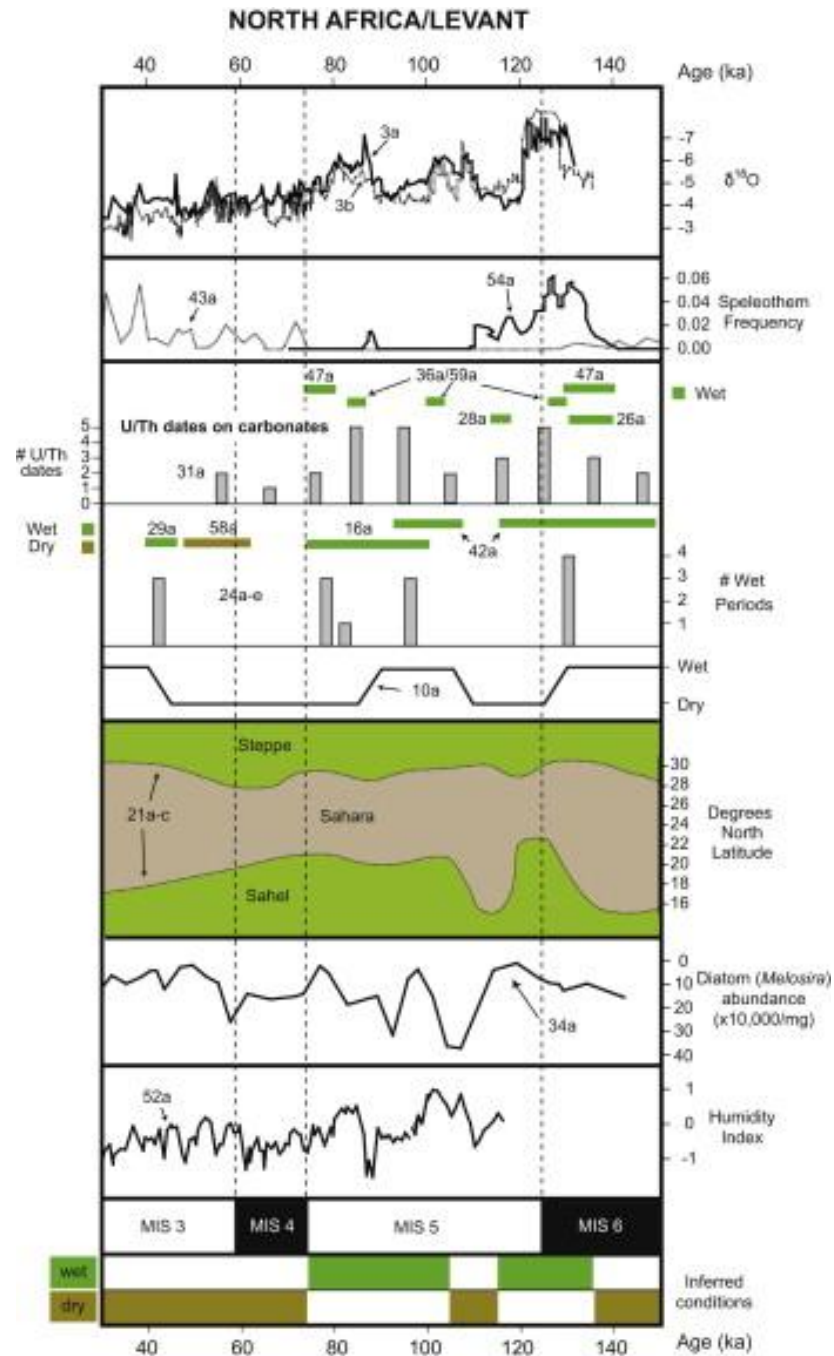 NORTH AFRICA/LEVANT
40 60 80 100 120 140 Age (ka)
3a
3b
-7
-6
-5
-4
-3
δ¹⁸O
43a
54a
0.06
0.04
0.02
0.00
Speleothem
Frequency
47a 36a/59a 47a
Wet
28a 26a
U/Th dates on carbonates
# U/Th
dates
5
4
3
2
1
0
31a
Wet
Dry
29a 58a 16a
42a
24a-e
4
3
2
1
# Wet
Periods
10a
Wet
Dry
Steppe
21a-c
Sahara
Sahel
30
28
26
24
22
20
18
16
Degrees
North
Latitude
34a
0
10
20
30
40
Diatom (Melosira)
abundance
(x10,000/mg)
52a
1
0
-1
Humidity
Index
MIS 3 MIS 4 MIS 5 MIS 6
wet
dry
Inferred
conditions
40 60 80 100 120 140 Age (ka)